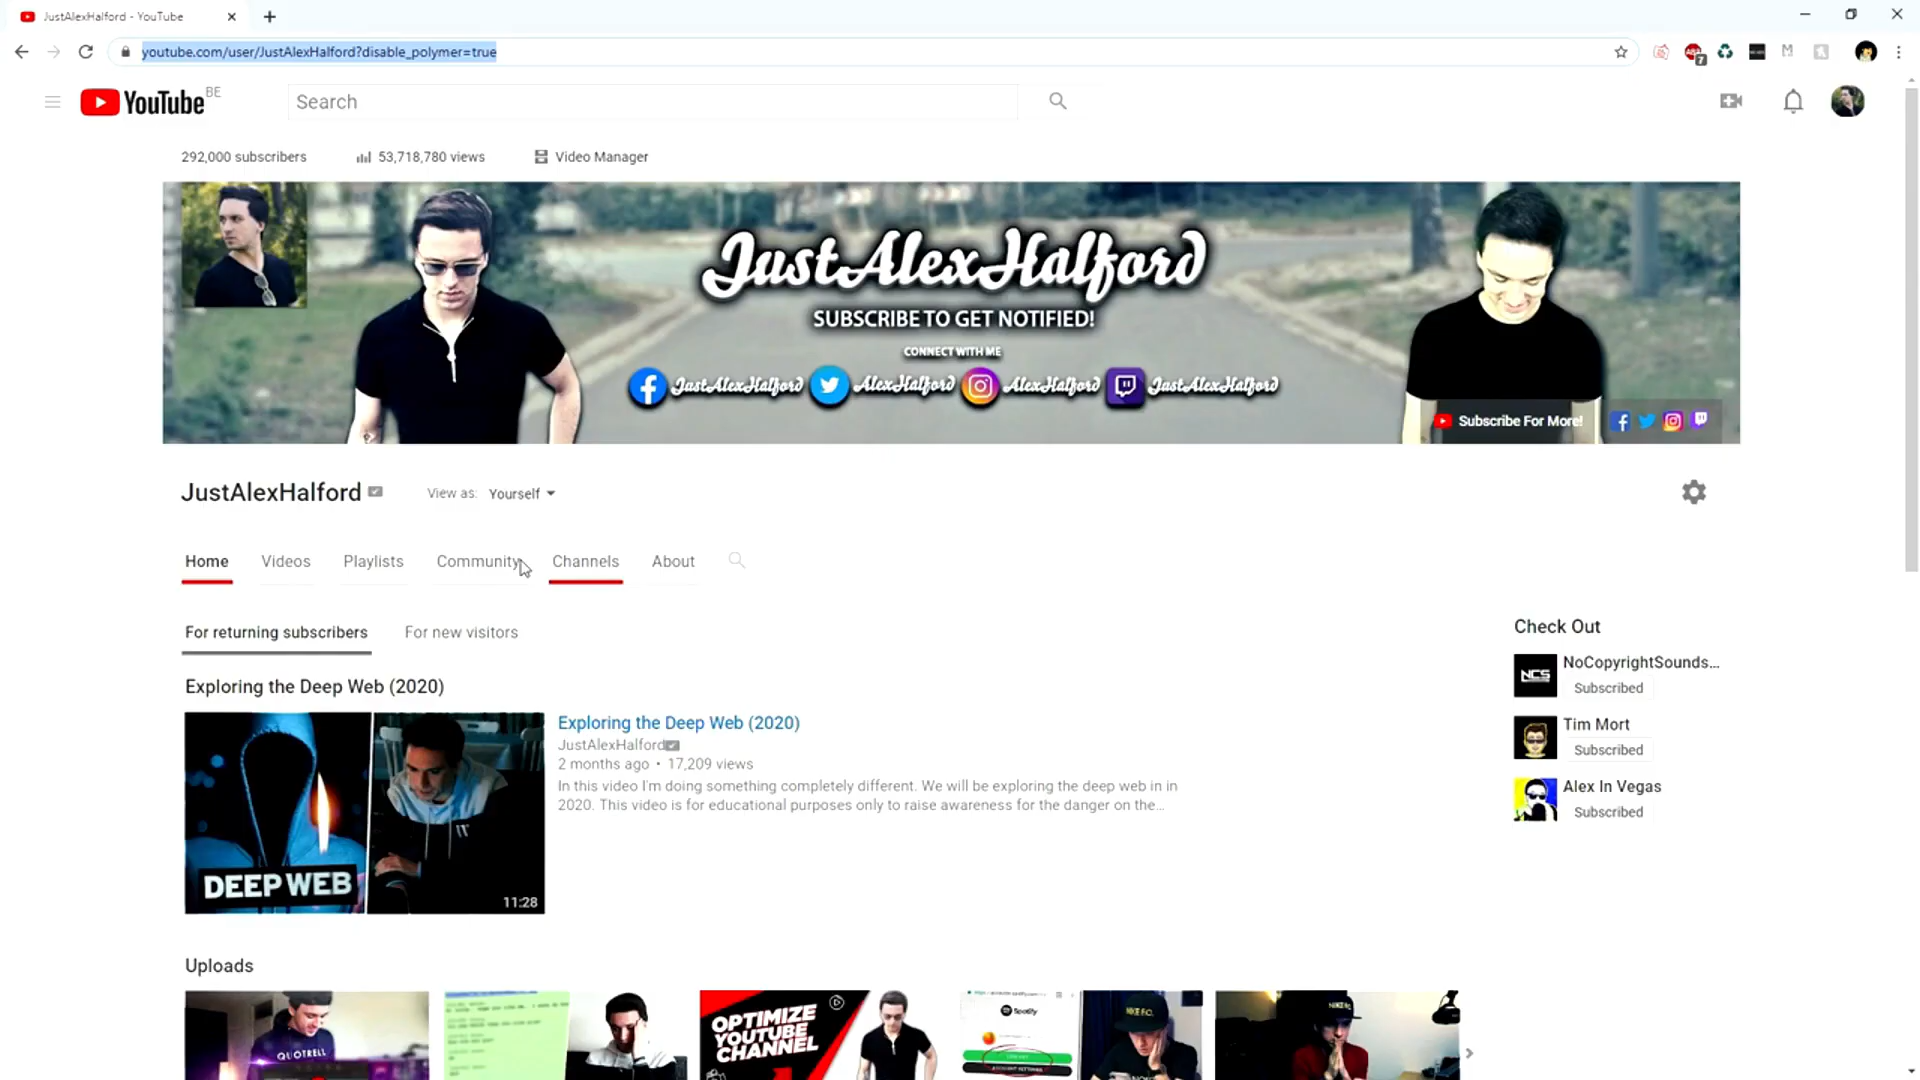 JustAlexHalford - YouTube
youtube.com/user/JustAlexHalford?disable_polymer=true
7
YouTube BE
Search
292,000 subscribers
53,718,780 views
Video Manager
JustAlexHalford
SUBSCRIBE TO GET NOTIFIED!
CONNECT WITH ME
JustAlexHalford AlexHalford AlexHalford JustAlexHalford
Subscribe For More!
JustAlexHalford
View as: Yourself
Home Videos Playlists Community Channels About
For returning subscribers For new visitors
Exploring the Deep Web (2020)
DEEP WEB
11:28
Exploring the Deep Web (2020)
JustAlexHalford
2 months ago • 17,209 views
In this video I'm doing something completely different. We will be exploring the deep web in in
2020. This video is for educational purposes only to raise awareness for the danger on the...
Check Out
NCS
NoCopyrightSounds...
Subscribed
Tim Mort
Subscribed
Alex In Vegas
Subscribed
Uploads
QUOTRELL
OPTIMIZE
YOUTUBE
CHANNEL
Spotify
NIKE F.C.